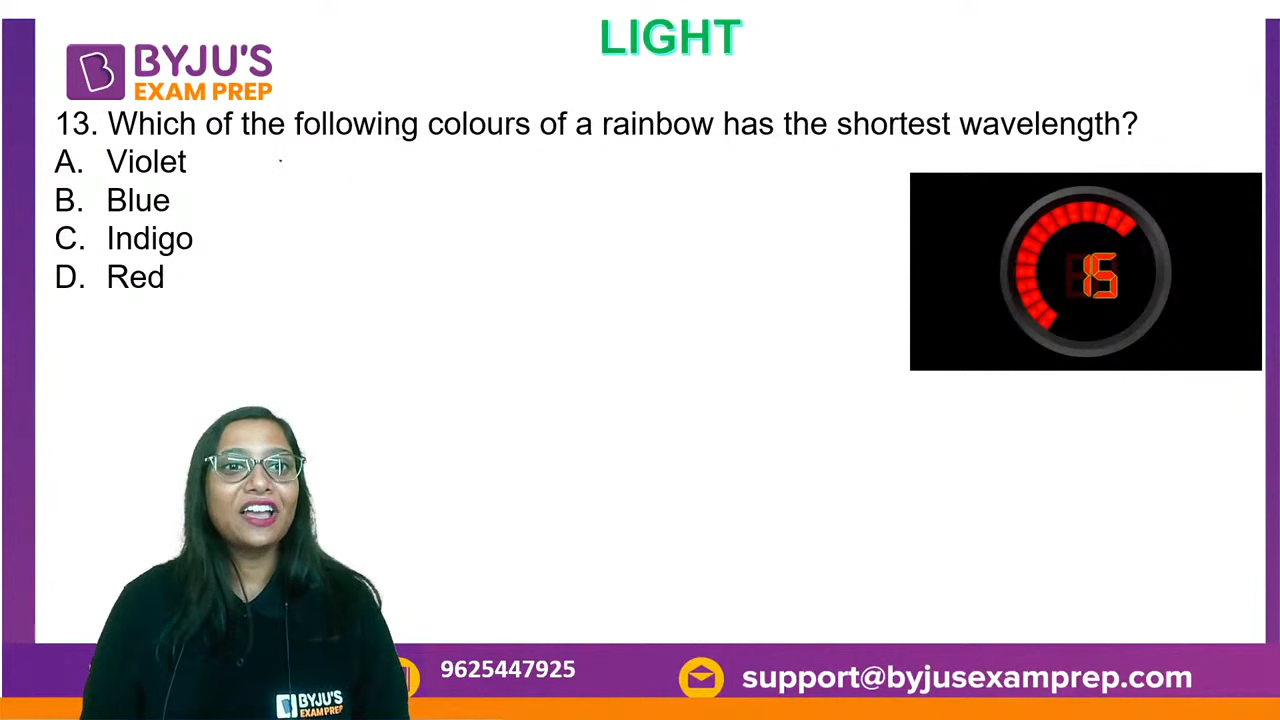 LIGHT
BYJU'S
EXAM PREP
13. Which of the following colours of a rainbow has the shortest wavelength?
A. Violet
B. Blue
C. Indigo
D. Red
15
9625447925
support@byjusexamprep.com
BYJU'S
EXAM PREP